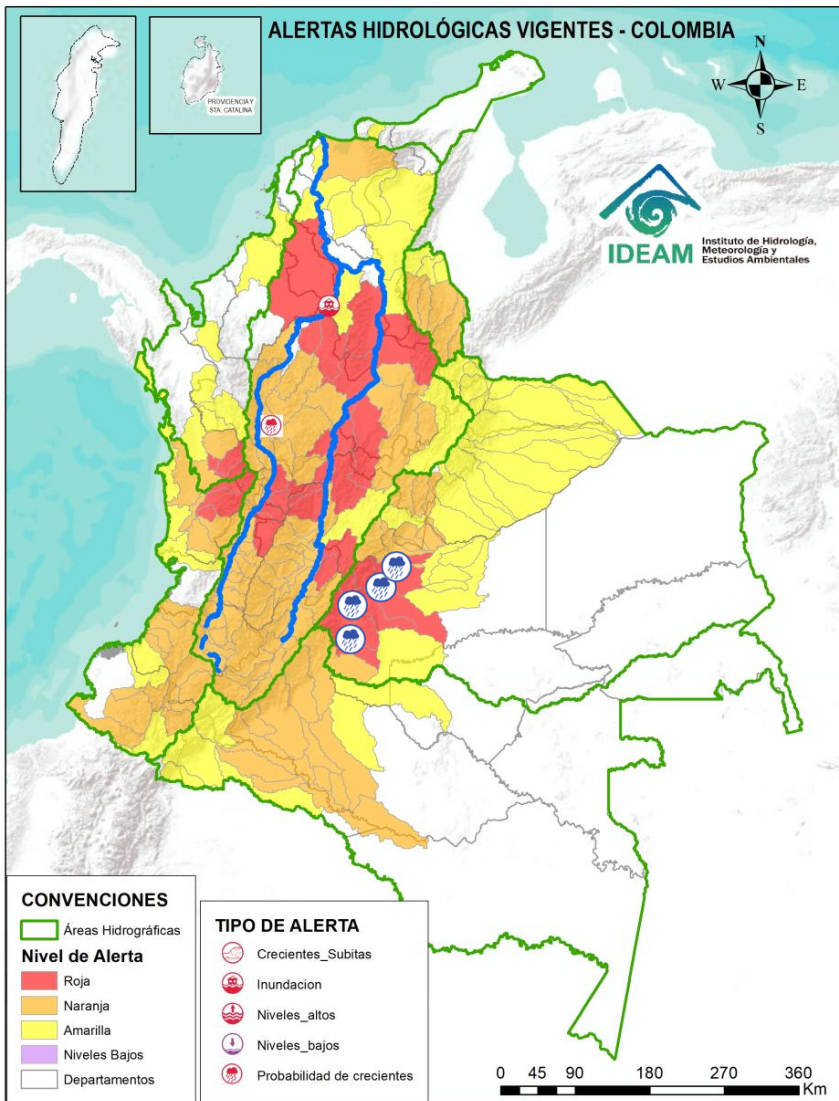 ALERTAS HIDROLÓGICAS VIGENTES - COLOMBIA
PROVIDENCIA Y
STA. CATALINA
N
W E
S
IDEAM
Instituto de Hidrología,
Meteorología y
Estudios Ambientales
CONVENCIONES
Áreas Hidrográficas
Nivel de Alerta
Roja
Naranja
Amarilla
Niveles Bajos
Departamentos
TIPO DE ALERTA
Crecientes_Subitas
Inundacion
Niveles_altos
Niveles_bajos
Probabilidad de crecientes
0 45 90 180 270 360
Km